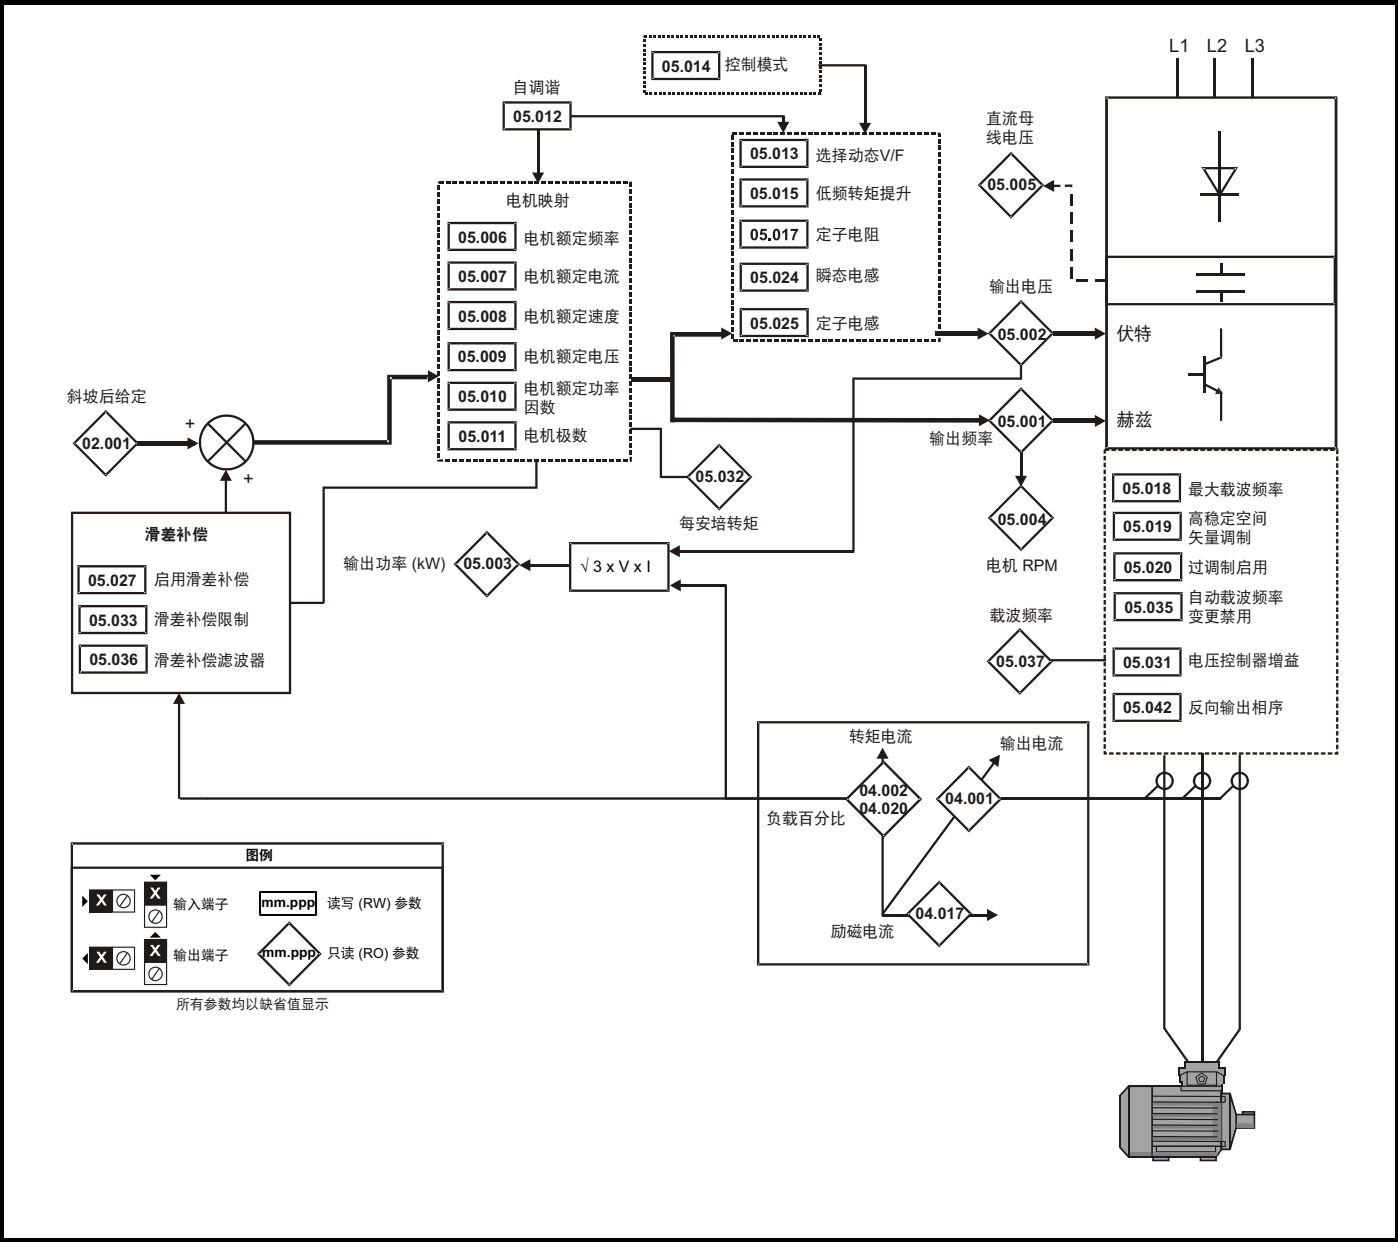 05.014 控制模式
L1 L2 L3
自调谐
05.012
直流母
线电压
05.005
05.013 选择动态V/F
05.015 低频转矩提升
05.017 定子电阻
05.024 瞬态电感
05.025 定子电感
电机映射
05.006 电机额定频率
05.007 电机额定电流
05.008 电机额定速度
05.009 电机额定电压
05.010 电机额定功率
因数
05.011 电机极数
输出电压
05.002
伏特
05.001
输出频率
赫兹
斜坡后给定
02.001
+
+
05.032
每安培转矩
05.004
电机 RPM
滑差补偿
05.027 启用滑差补偿
05.033 滑差补偿限制
05.036 滑差补偿滤波器
输出功率 (kW)
05.003
√ 3 x V x I
05.018 最大载波频率
05.019 高稳定空间
矢量调制
05.020 过调制启用
05.035 自动载波频率
变更禁用
载波频率
05.037
05.031 电压控制器增益
05.042 反向输出相序
转矩电流
输出电流
04.002
04.020
04.001
负载百分比
04.017
励磁电流
图例
X
X
输入端子
mm.ppp 读写 (RW) 参数
X
X
输出端子
mm.ppp 只读 (RO) 参数
所有参数均以缺省值显示